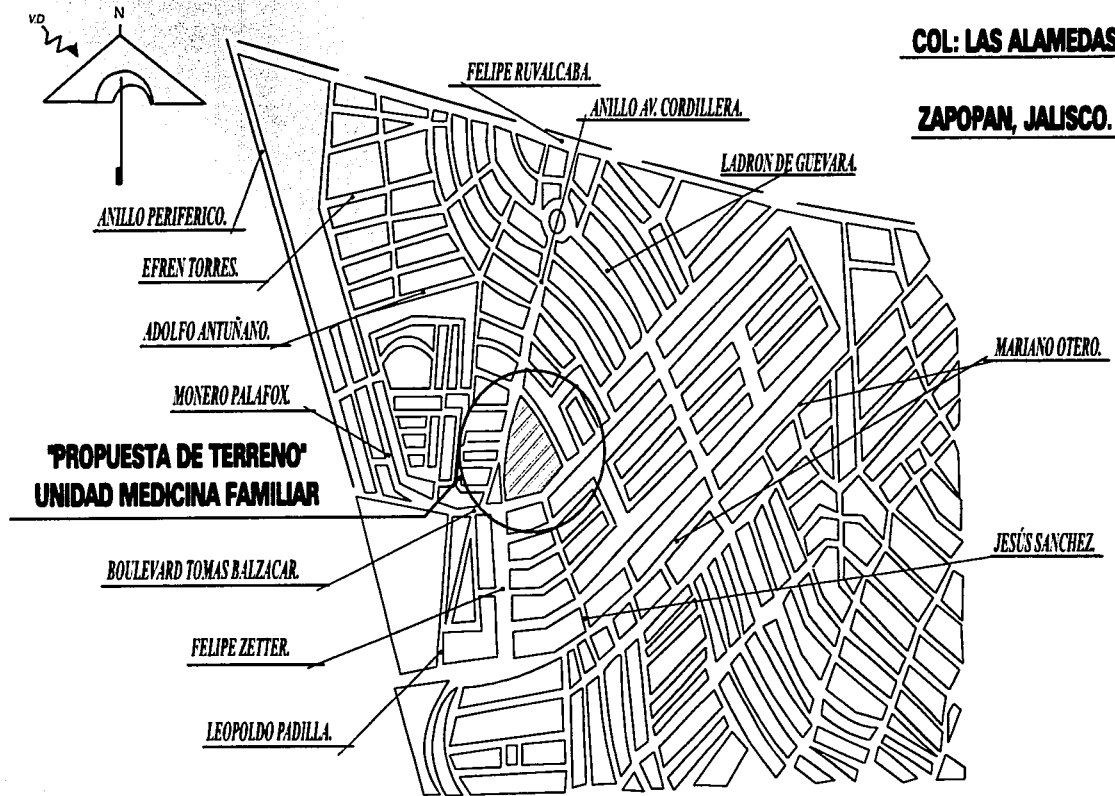 V.D
N
COL: LAS ALAMEDAS
ZAPOPAN, JALISCO.
FELIPE RUVALCABA.
ANILLO AV. CORDILLERA.
LADRON DE GUEVARA.
ANILLO PERIFERICO.
EFREN TORRES.
ADOLFO ANTUÑANO.
MARIANO OTERO.
MONERO PALAFOX.
"PROPUESTA DE TERRENO"
UNIDAD MEDICINA FAMILIAR
BOULEVARD TOMAS BALZACAR.
JESÚS SANCHEZ.
FELIPE ZETTER.
LEOPOLDO PADILLA.